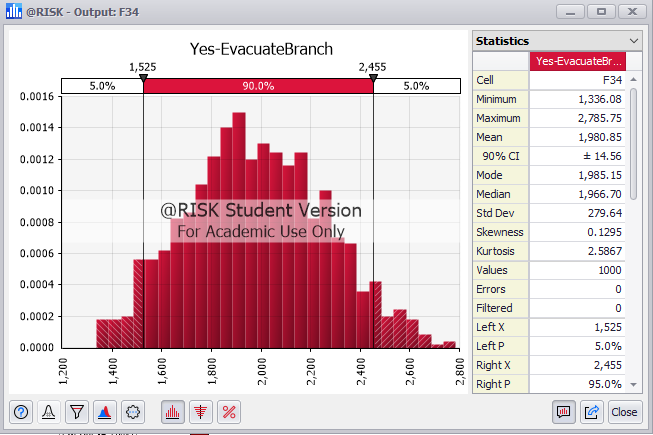 @RISK - Output: F34
Yes-EvacuateBranch
1,525 2,455
5.0% 90.0% 5.0%
0.0016
0.0014
0.0012
0.0010
0.0008
0.0006
0.0004
0.0002
0.0000
1,200 1,400 1,600 1,800 2,000 2,200 2,400 2,600 2,800
@RISK Student Version
For Academic Use Only
Statistics
Yes-EvacuateBr...
Cell F34
Minimum 1,336.08
Maximum 2,785.75
Mean 1,980.85
90% CI ± 14.56
Mode 1,985.15
Median 1,966.70
Std Dev 279.64
Skewness 0.1295
Kurtosis 2.5867
Values 1000
Errors 0
Filtered 0
Left X 1,525
Left P 5.0%
Right X 2,455
Right P 95.0%
Close